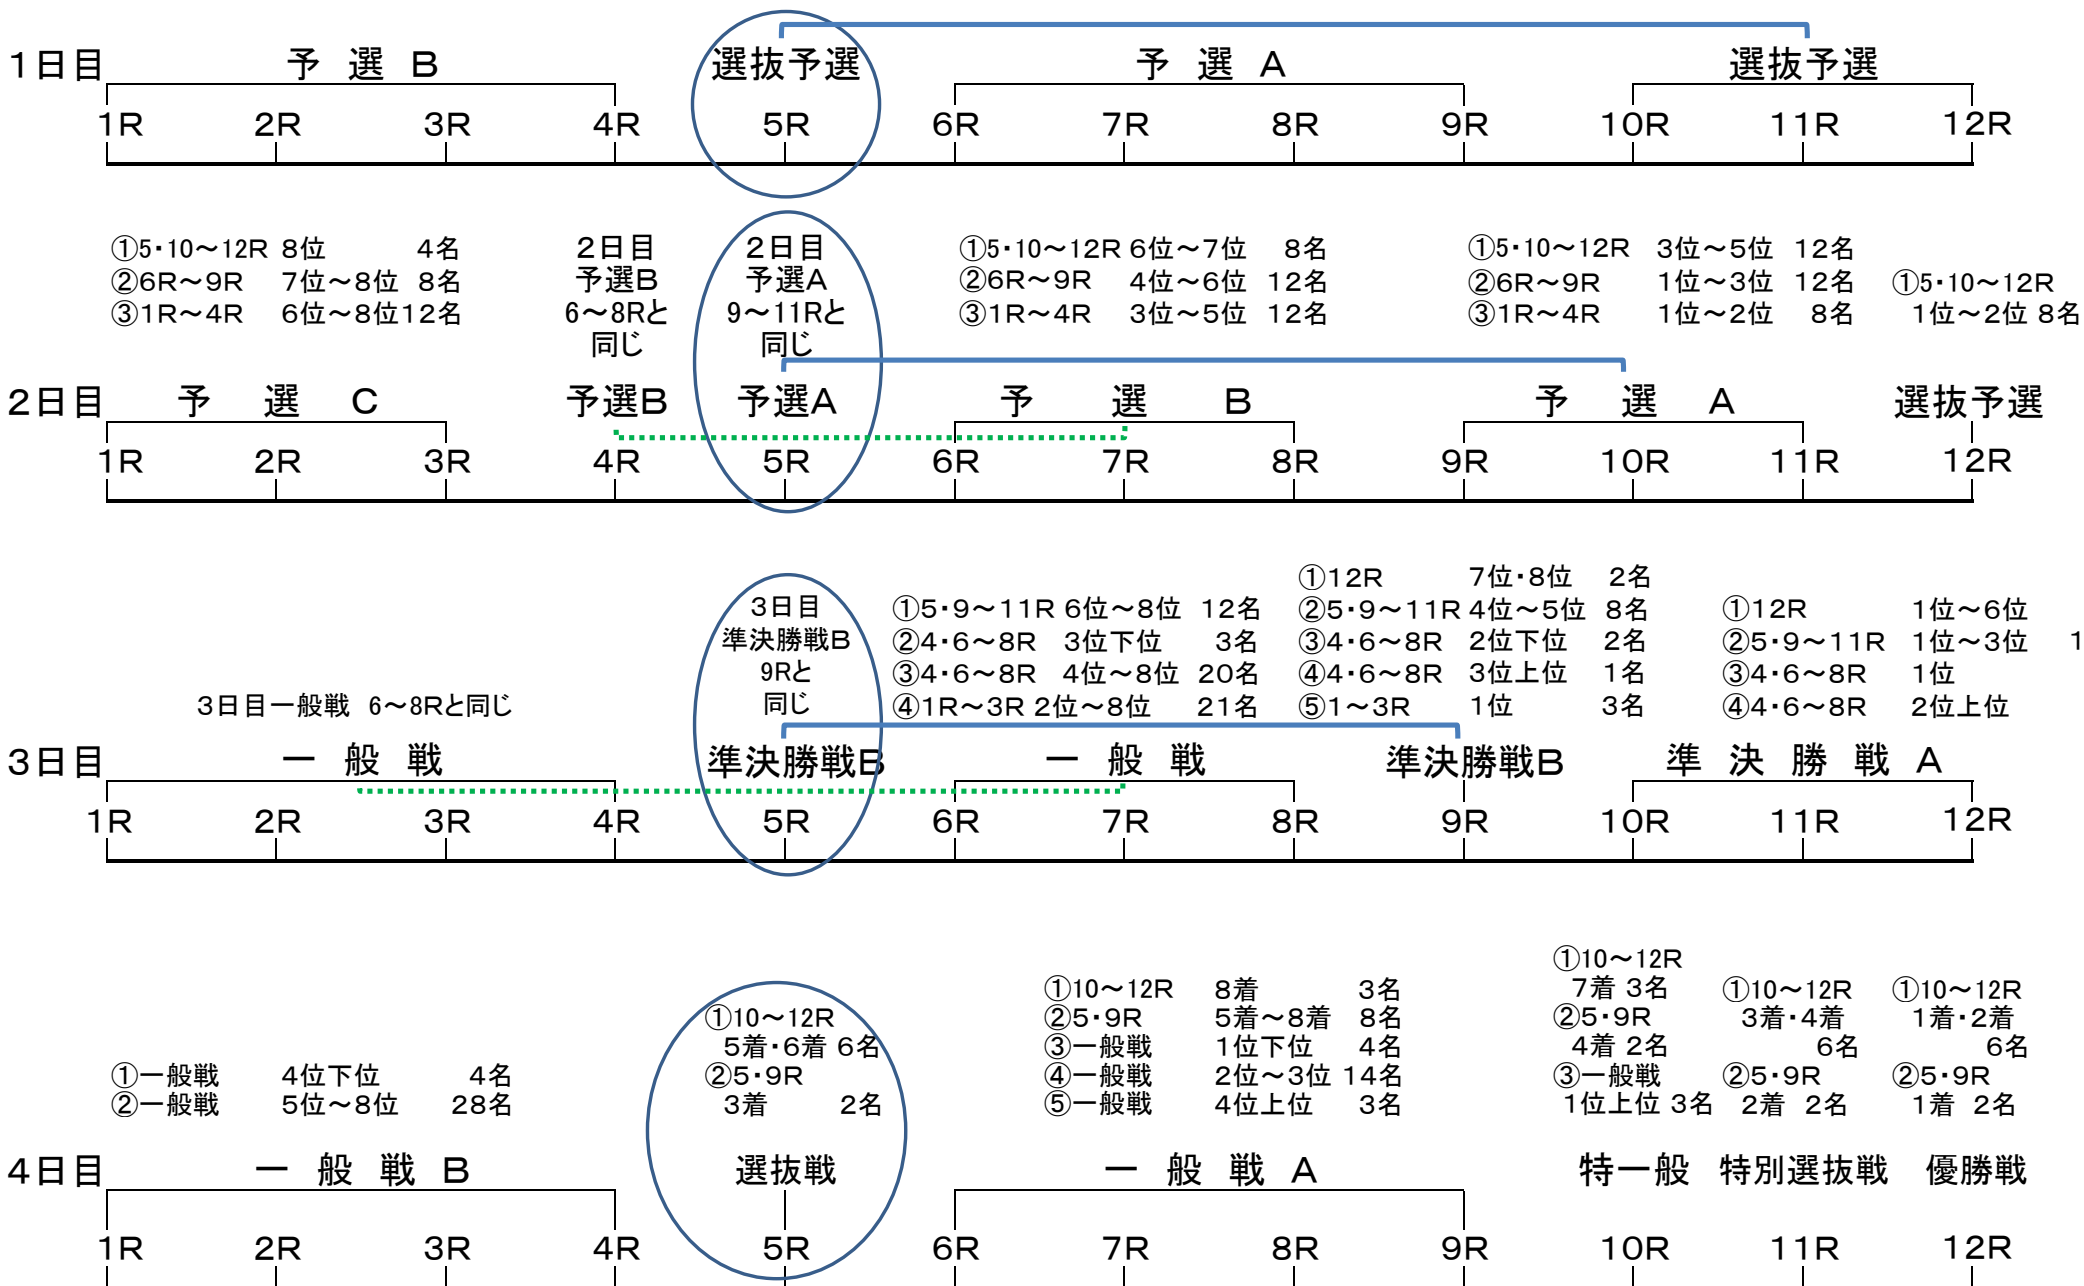 1日目
予選B
選抜予選
予選A
選抜予選
1R 2R 3R 4R 5R 6R 7R 8R 9R 10R 11R 12R
①5・10～12R 8位 4名
②6R～9R 7位～8位 8名
③1R～4R 6位～8位12名
2日目
予選B
6～8Rと
同じ
2日目
予選A
9～11Rと
同じ
①5・10～12R 6位～7位 8名
②6R～9R 4位～6位 12名
③1R～4R 3位～5位 12名
①5・10～12R 3位～5位 12名
②6R～9R 1位～3位 12名
③1R～4R 1位～2位 8名
①5・10～12R
1位～2位 8名
2日目
予選C
予選B
予選A
予選B
予選A
選抜予選
1R 2R 3R 4R 5R 6R 7R 8R 9R 10R 11R 12R
3日目一般戦 6～8Rと同じ
3日目
準決勝戦B
9Rと
同じ
①5・9～11R 6位～8位 12名
②4・6～8R 3位下位 3名
③4・6～8R 4位～8位 20名
④1R～3R 2位～8位 21名
①12R 7位・8位 2名
②5・9～11R 4位～5位 8名
③4・6～8R 2位下位 2名
④4・6～8R 3位上位 1名
⑤1～3R 1位 3名
①12R 1位～6位
②5・9～11R 1位～3位 1
③4・6～8R 1位
④4・6～8R 2位上位
3日目
一般戦
準決勝戦B
一般戦
準決勝戦B
準決勝戦A
1R 2R 3R 4R 5R 6R 7R 8R 9R 10R 11R 12R
①一般戦 4位下位 4名
②一般戦 5位～8位 28名
①10～12R
5着・6着 6名
②5・9R
3着 2名
①10～12R 8着 3名
②5・9R 5着～8着 8名
③一般戦 1位下位 4名
④一般戦 2位～3位 14名
⑤一般戦 4位上位 3名
①10～12R
7着 3名
②5・9R
4着 2名
③一般戦
1位上位 3名
①10～12R
3着・4着
6名
②5・9R
2着 2名
①10～12R
1着・2着
6名
②5・9R
1着 2名
4日目
一般戦B
選抜戦
一般戦A
特一般
特別選抜戦
優勝戦
1R 2R 3R 4R 5R 6R 7R 8R 9R 10R 11R 12R